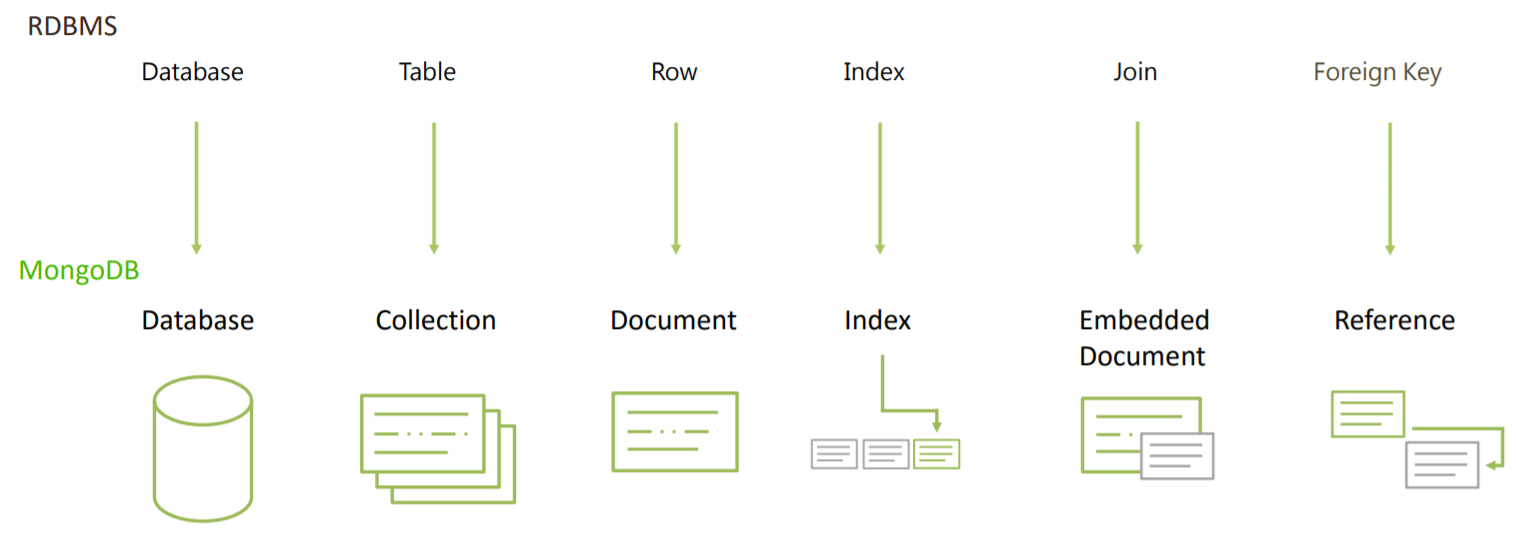 RDBMS
Database Table Row Index Join Foreign Key
MongoDB
Database Collection Document Index Embedded Document Reference